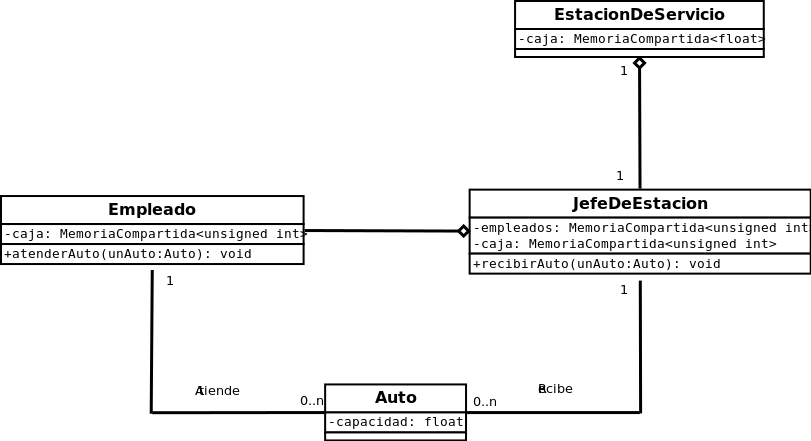 EstacionDeServicio
-caja: MemoriaCompartida<float>
1
1
Empleado
-caja: MemoriaCompartida<unsigned int>
+atenderAuto(unAuto:Auto): void
JefeDeEstacion
-empleados: MemoriaCompartida<unsigned int
-caja: MemoriaCompartida<unsigned int>
+recibirAuto(unAuto:Auto): void
1
1
Atiende
0..n
Auto
-capacidad: float
0..n
Recibe